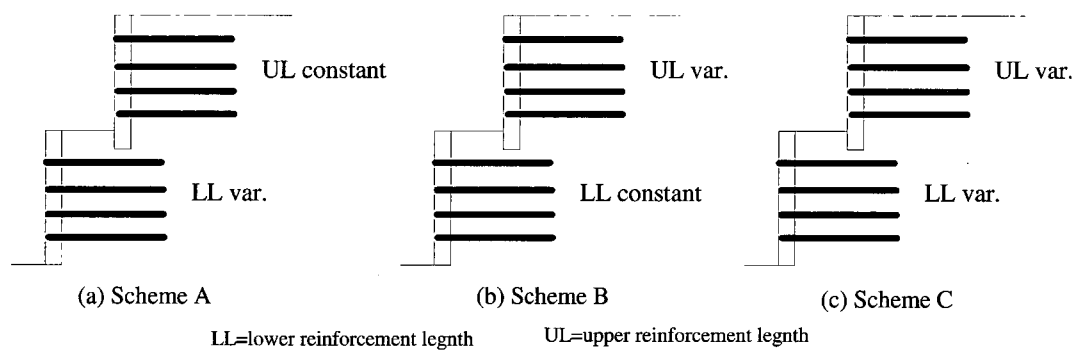 UL constant
LL var.
(a) Scheme A
UL var.
LL constant
(b) Scheme B
UL var.
LL var.
(c) Scheme C
LL=lower reinforcement legnth
UL=upper reinforcement legnth